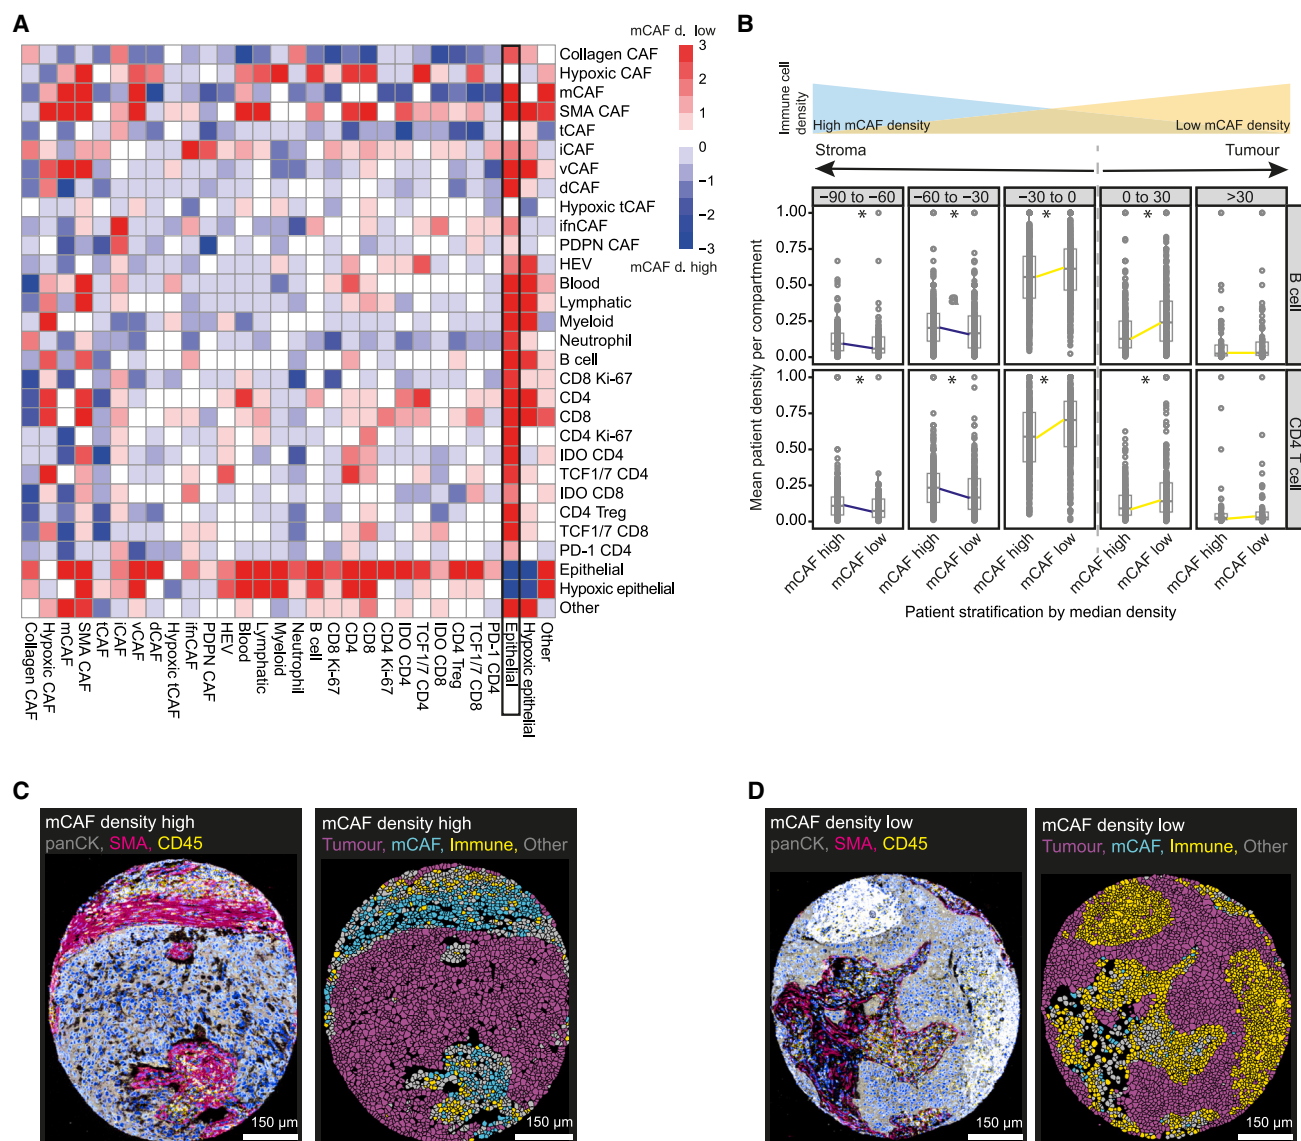 A
mCAF d. low
3
2
1
0
−1
−2
−3
mCAF d. high
Collagen CAF
Hypoxic CAF
mCAF
SMA CAF
tCAF
iCAF
vCAF
dCAF
Hypoxic tCAF
ifnCAF
PDPN CAF
HEV
Blood
Lymphatic
Myeloid
Neutrophil
B cell
CD8 Ki-67
CD4
CD8
CD4 Ki-67
IDO CD4
TCF1/7 CD4
IDO CD8
CD4 Treg
TCF1/7 CD8
PD-1 CD4
Epithelial
Hypoxic epithelial
Other
Collagen CAF
Hypoxic CAF
mCAF
SMA CAF
tCAF
iCAF
vCAF
dCAF
Hypoxic tCAF
ifnCAF
PDPN CAF
HEV
Blood
Lymphatic
Myeloid
Neutrophil
B cell
CD8 Ki-67
CD4
CD8
CD4 Ki-67
IDO CD4
TCF1/7 CD4
IDO CD8
CD4 Treg
TCF1/7 CD8
PD-1 CD4
Epithelial
Hypoxic epithelial
Other
B
Immune cell
density
High mCAF density
Low mCAF density
Stroma
Tumour
−90 to −60
−60 to −30
−30 to 0
0 to 30
>30
Mean patient density per compartment
1.00
0.75
0.50
0.25
0.00
* * * *
B cell
1.00
0.75
0.50
0.25
0.00
* * * *
CD4 T cell
mCAF high
mCAF low
mCAF high
mCAF low
mCAF high
mCAF low
mCAF high
mCAF low
mCAF high
mCAF low
Patient stratification by median density
C
mCAF density high
panCK, SMA, CD45
150 µm
mCAF density high
Tumour, mCAF, Immune, Other
150 µm
D
mCAF density low
panCK, SMA, CD45
150 µm
mCAF density low
Tumour, mCAF, Immune, Other
150 µm